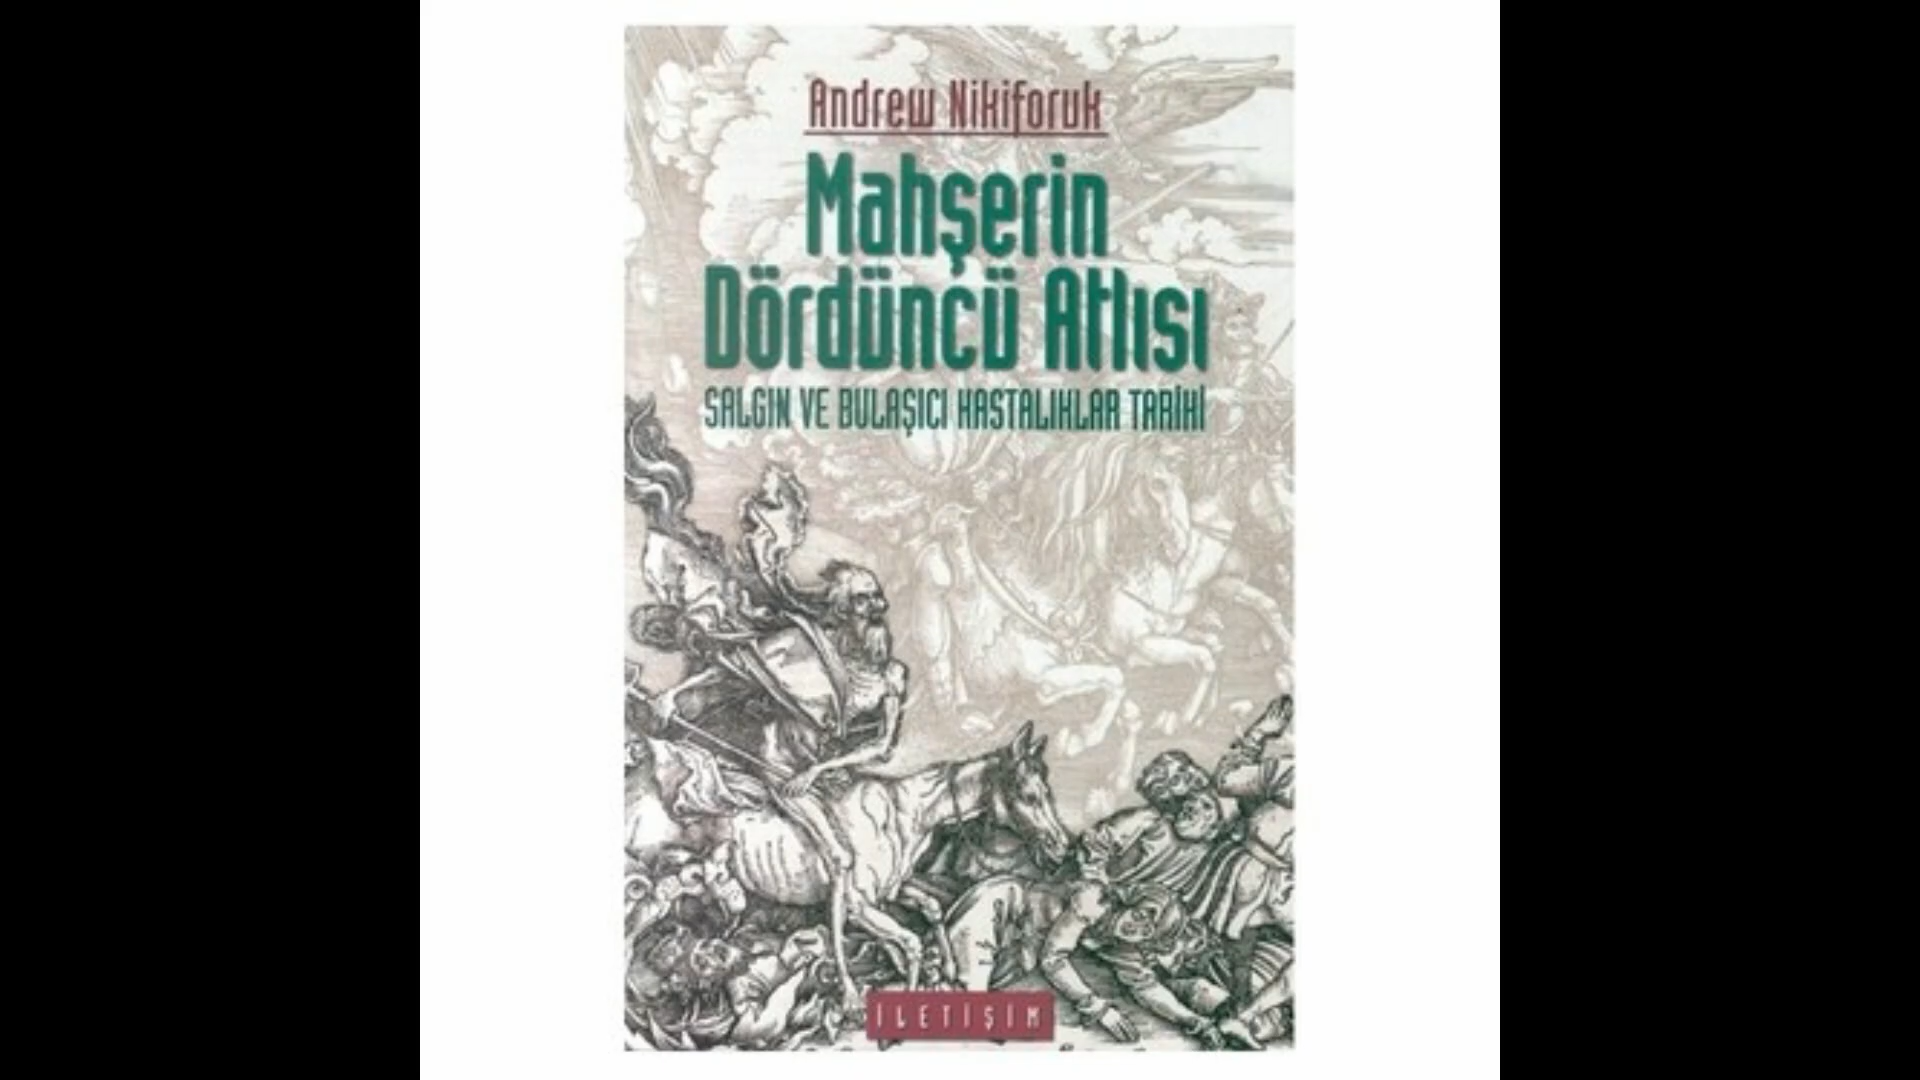 Andrew Nikiforuk
Mahşerin
Dördüncü Atlısı
SALGIN VE BULAŞICI HASTALIKLAR TARİHİ
İLETİŞİM